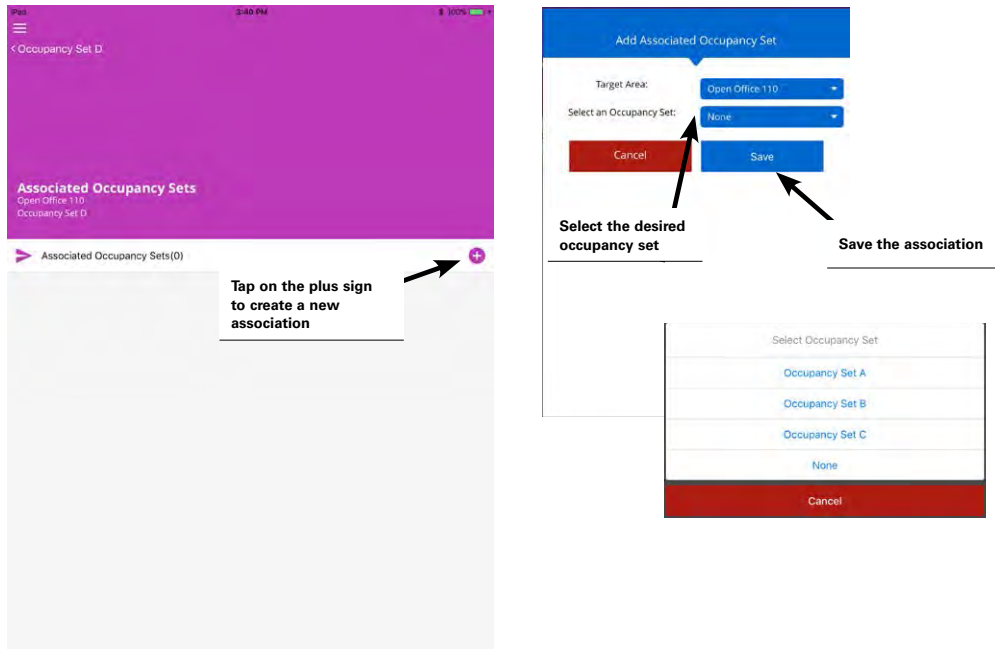 iPad
3:40 PM
100%
< Occupancy Set D
Associated Occupancy Sets
Open Office 110
Occupancy Set D
Associated Occupancy Sets(0)
Tap on the plus sign
to create a new
association
Add Associated Occupancy Set
Target Area:
Open Office 110
Select an Occupancy Set:
None
Cancel
Save
Select the desired
occupancy set
Save the association
Select Occupancy Set
Occupancy Set A
Occupancy Set B
Occupancy Set C
None
Cancel